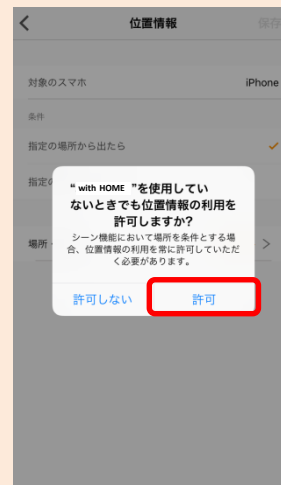 位置情報
保存
対象のスマホ
iPhone
条件
指定の場所から出たら
指定
“ with HOME ”を使用してい
ないときでも位置情報の利用を
許可しますか?
シーン機能において場所を条件とする場
合、位置情報の利用を常に許可していただ
く必要があります。
場所
許可しない
許可